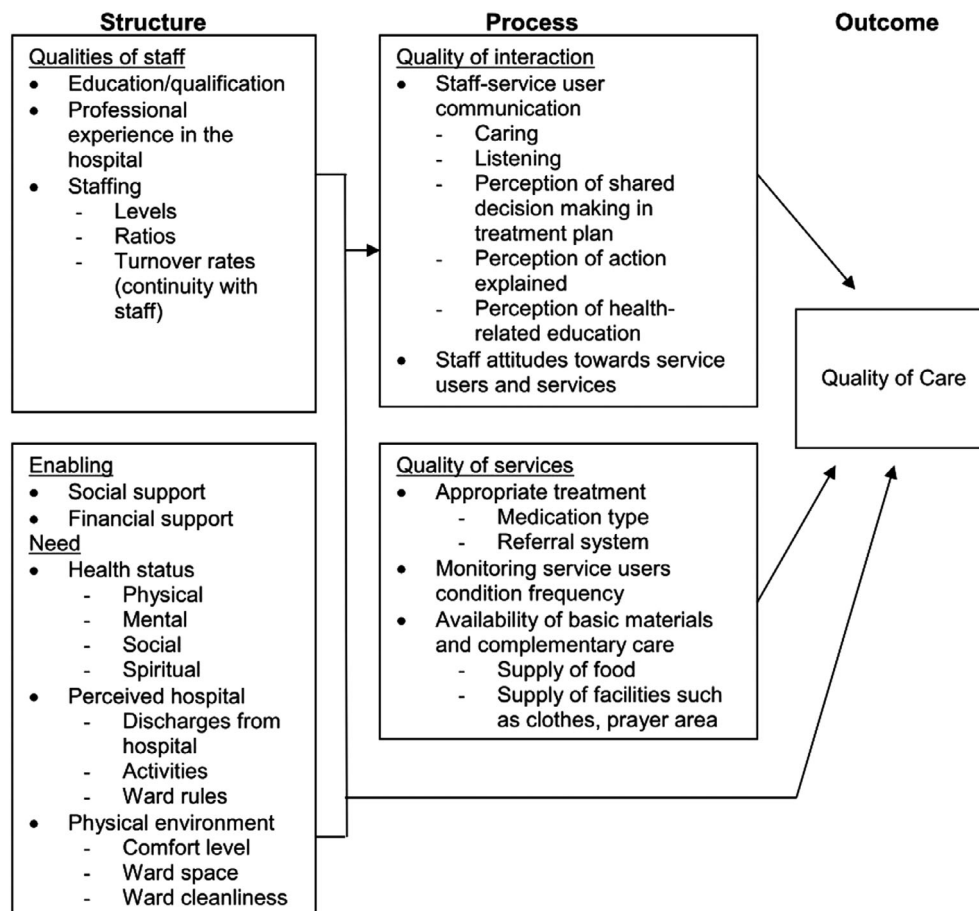 Structure
Qualities of staff
• Education/qualification
• Professional
experience in the
hospital
• Staffing
- Levels
- Ratios
- Turnover rates
(continuity with
staff)
Enabling
• Social support
• Financial support
Need
• Health status
- Physical
- Mental
- Social
- Spiritual
• Perceived hospital
- Discharges from
hospital
- Activities
- Ward rules
• Physical environment
- Comfort level
- Ward space
- Ward cleanliness
Process
Quality of interaction
• Staff-service user
communication
- Caring
- Listening
- Perception of shared
decision making in
treatment plan
- Perception of action
explained
- Perception of health-
related education
• Staff attitudes towards service
users and services
Quality of services
• Appropriate treatment
- Medication type
- Referral system
• Monitoring service users
condition frequency
• Availability of basic materials
and complementary care
- Supply of food
- Supply of facilities such
as clothes, prayer area
Outcome
Quality of Care